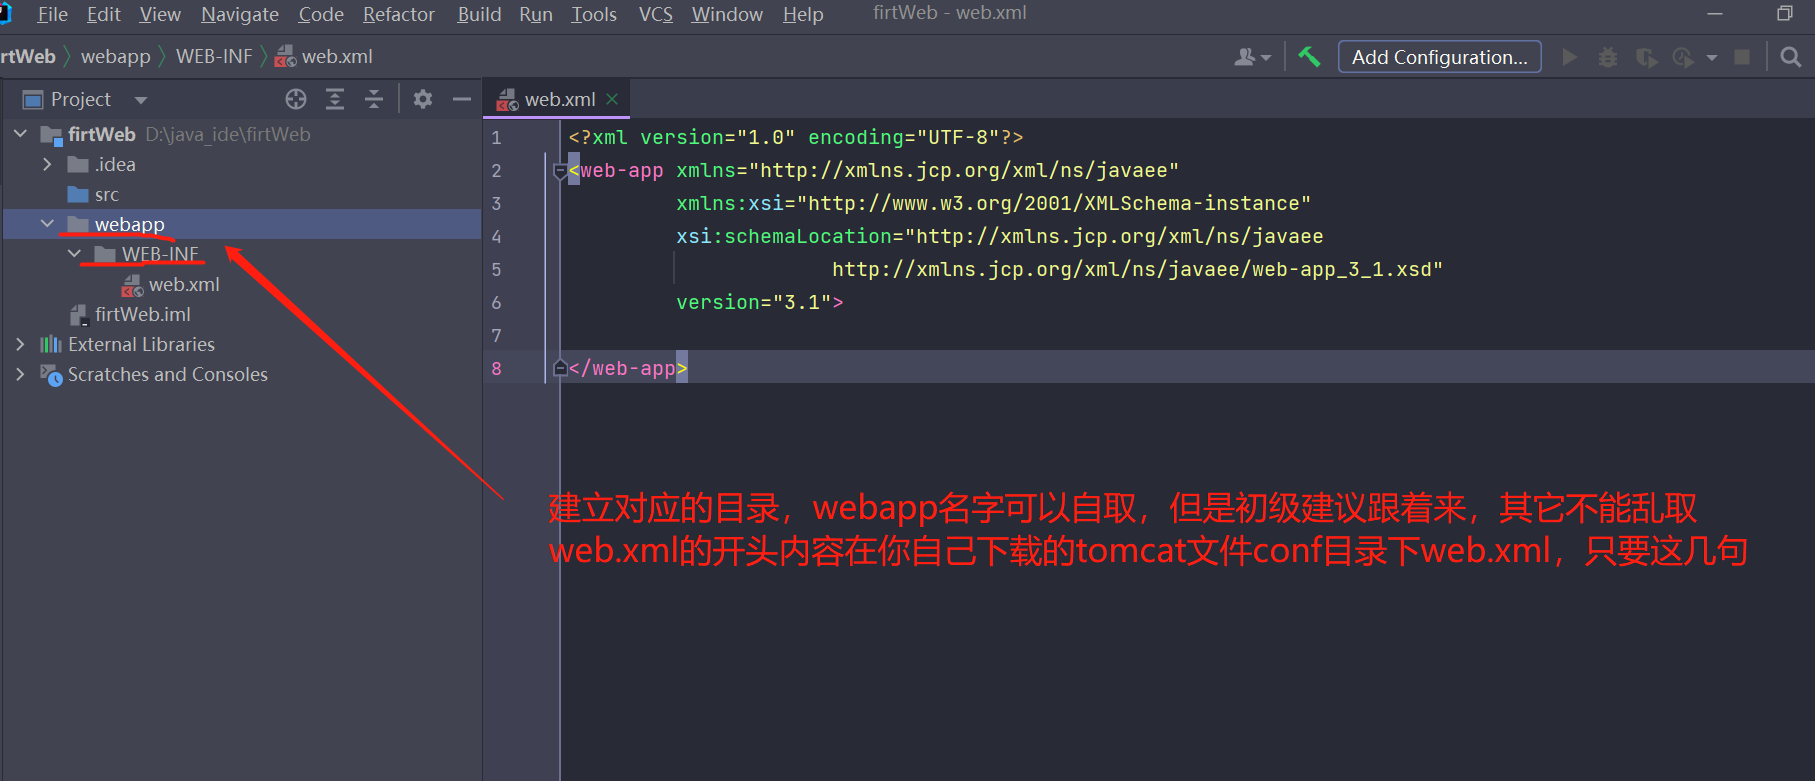 File Edit View Navigate Code Refactor Build Run Tools VCS Window Help firtWeb - web.xml
rtWeb webapp WEB-INF web.xml Add Configuration...
Project
web.xml
firtWeb D:\java_ide\firtWeb
.idea
src
webapp
WEB-INF
web.xml
firtWeb.iml
External Libraries
Scratches and Consoles
1 <?xml version="1.0" encoding="UTF-8"?>
2 <web-app xmlns="http://xmlns.jcp.org/xml/ns/javaee"
3 xmlns:xsi="http://www.w3.org/2001/XMLSchema-instance"
4 xsi:schemaLocation="http://xmlns.jcp.org/xml/ns/javaee
5 http://xmlns.jcp.org/xml/ns/javaee/web-app_3_1.xsd"
6 version="3.1">
7
8 </web-app>
建立对应的目录，webapp名字可以自取，但是初级建议跟着来，其它不能乱取
web.xml的开头内容在你自己下载的tomcat文件conf目录下web.xml，只要这几句